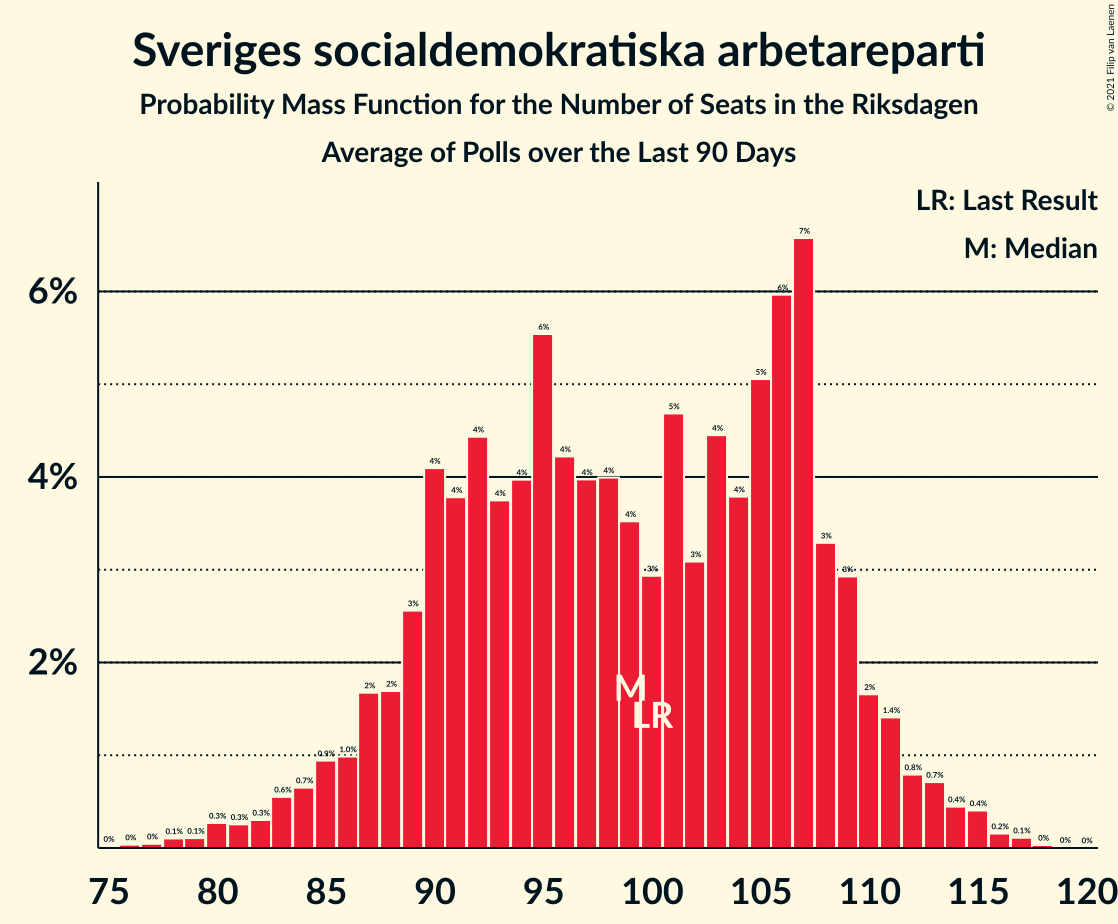 Sveriges socialdemokratiska arbetareparti
Probability Mass Function for the Number of Seats in the Riksdagen
Average of Polls over the Last 90 Days
© 2021 Filip van Laenen
LR: Last Result
M: Median
6%
4%
2%
0% 0% 0% 0.1% 0.1% 0.3% 0.3% 0.3% 0.6% 0.7% 0.9% 1.0% 2% 2% 3% 4% 4% 4% 4% 4% 6% 4% 4% 4% 4% 3% 5% 3% 4% 4% 5% 6% 7% 3% 3% 2% 1.4% 0.8% 0.7% 0.4% 0.4% 0.2% 0.1% 0% 0% 0%
M
LR
75 80 85 90 95 100 105 110 115 120